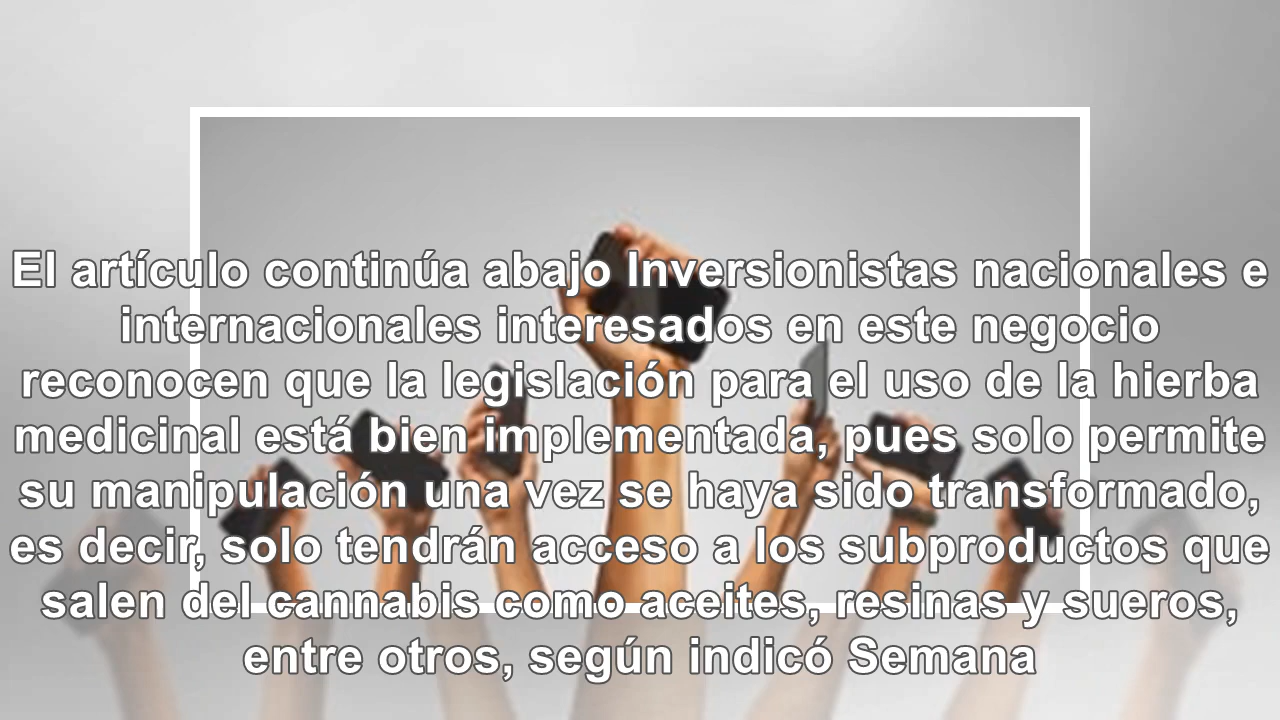 El artículo continúa abajo Inversionistas nacionales e
internacionales interesados en este negocio
reconocen que la legislación para el uso de la hierba
medicinal está bien implementada, pues solo permite
su manipulación una vez se haya sido transformado,
es decir, solo tendrán acceso a los subproductos que
salen del cannabis como aceites, resinas y sueros,
entre otros, según indicó Semana